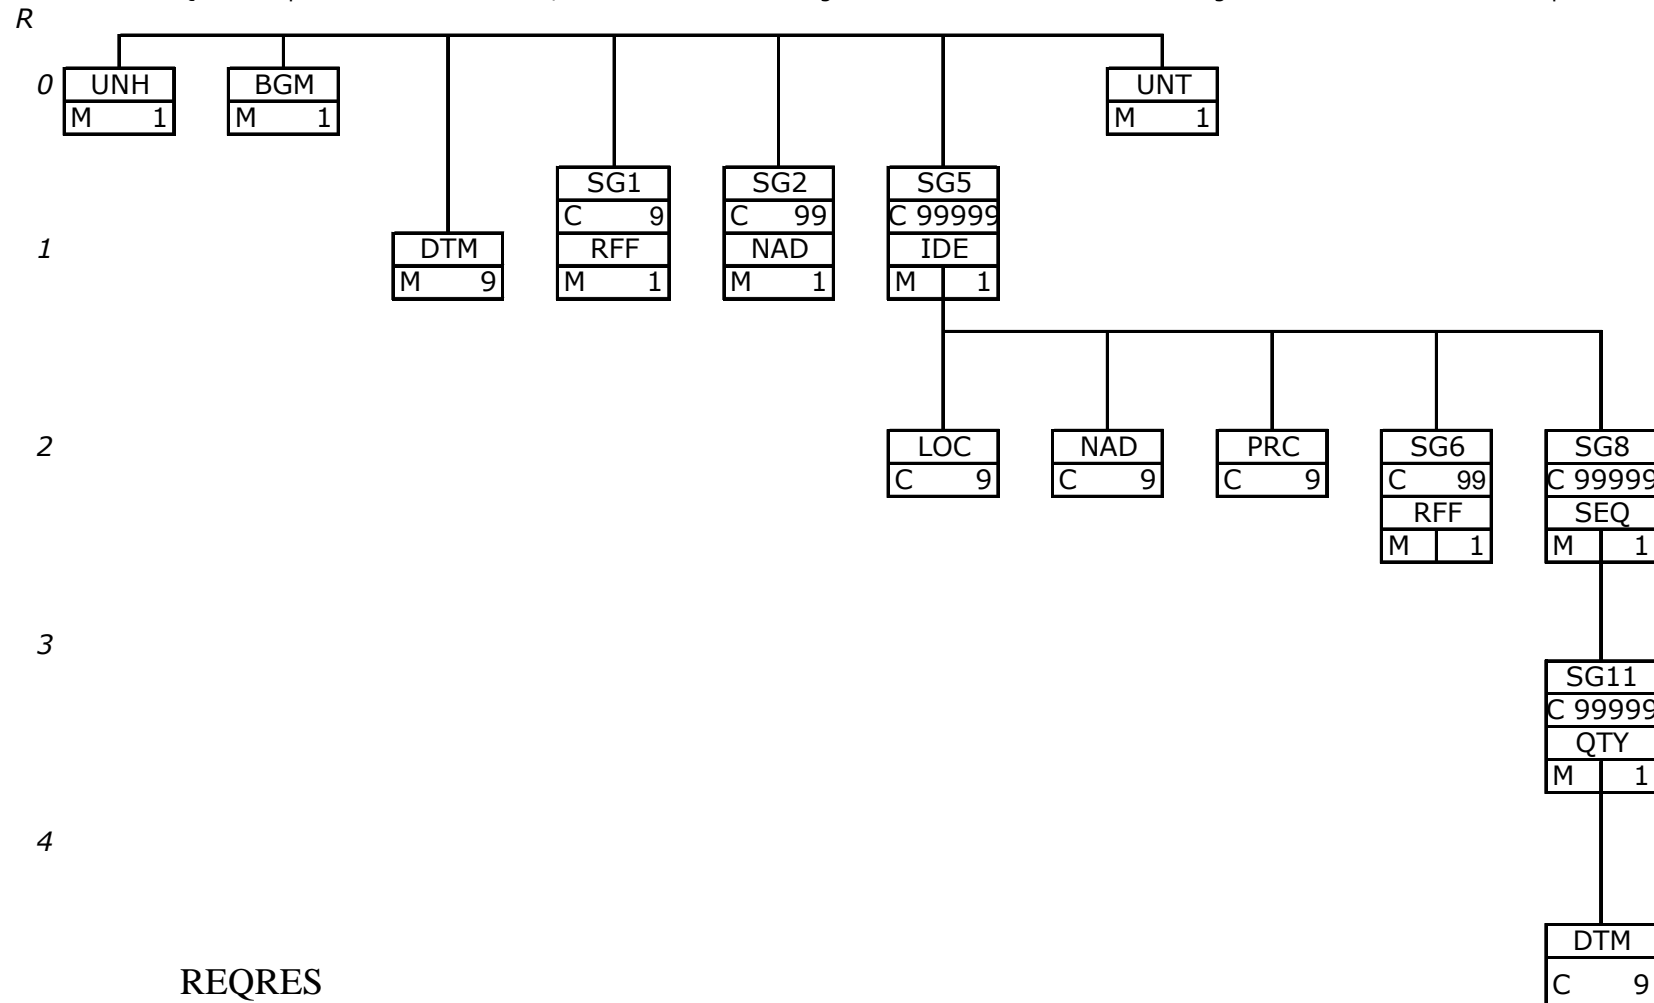 R
0 UNH BGM UNT
M 1 M 1 M 1
SG1 SG2 SG5
C 9 C 99 C 99999
1 DTM RFF NAD IDE
M 9 M 1 M 1 M 1
2 LOC NAD PRC SG6 SG8
C 9 C 9 C 9 C 99 C 99999
RFF SEQ
M 1 M 1
3
SG11
C 99999
QTY
M 1
4
DTM
REQRES C 9